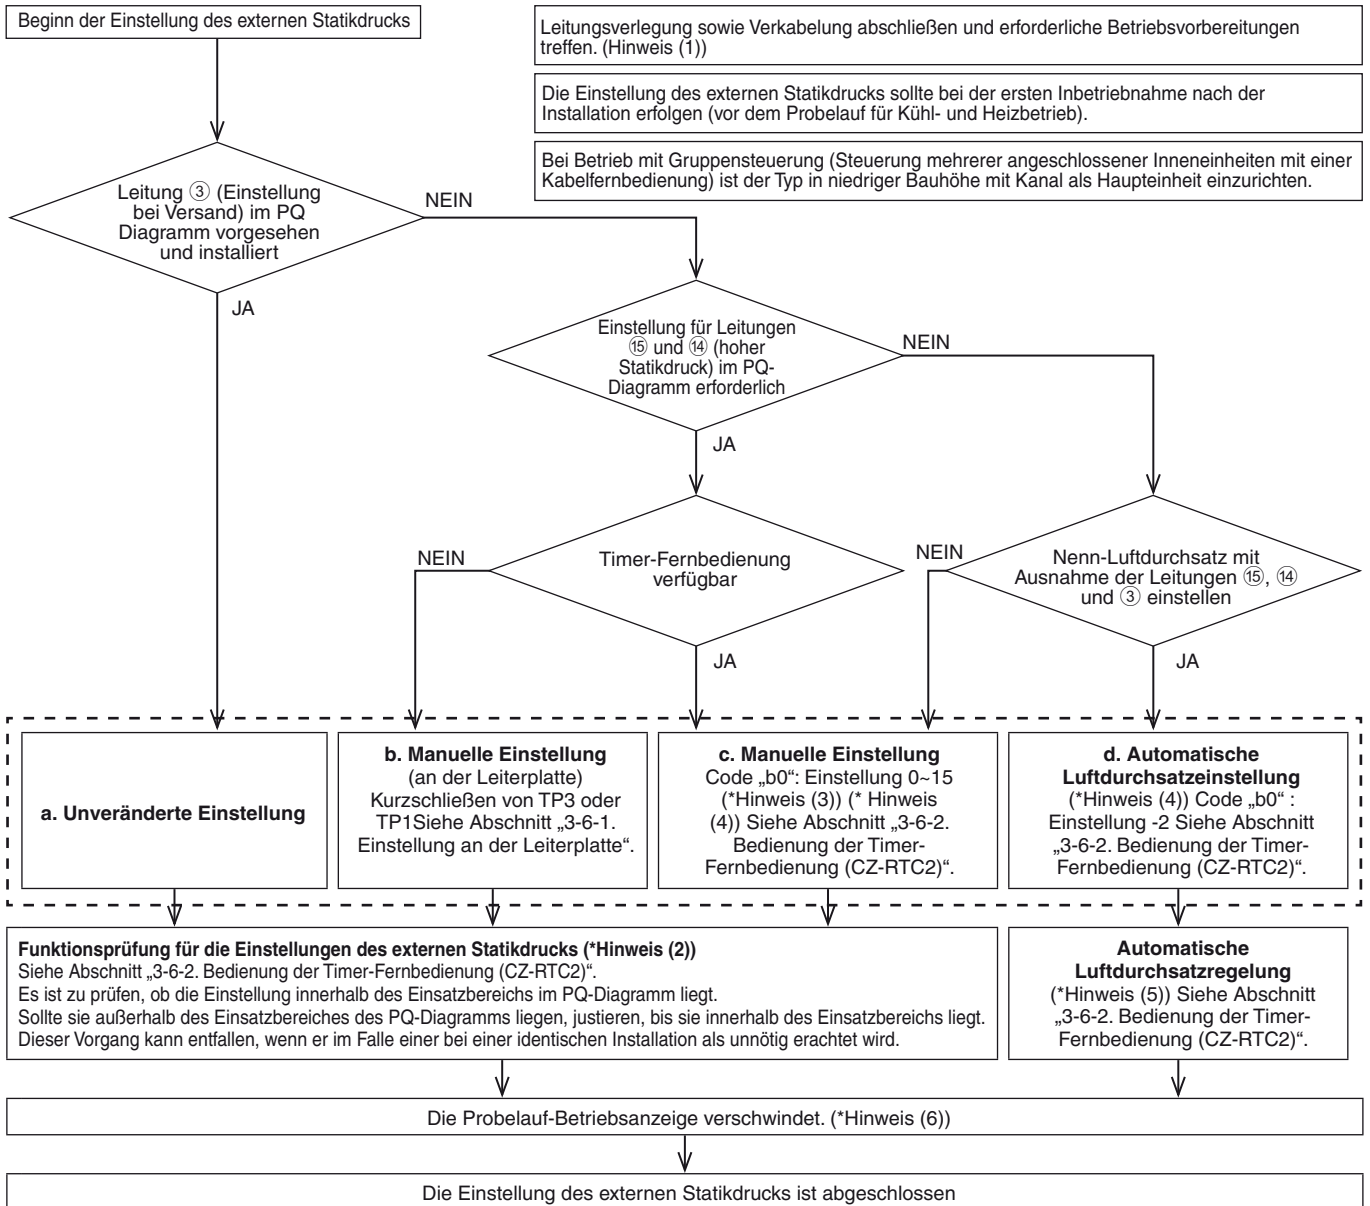 Beginn der Einstellung des externen Statikdrucks
Leitungsverlegung sowie Verkabelung abschließen und erforderliche Betriebsvorbereitungen
treffen. (Hinweis (1))
Die Einstellung des externen Statikdrucks sollte bei der ersten Inbetriebnahme nach der
Installation erfolgen (vor dem Probelauf für Kühl- und Heizbetrieb).
Bei Betrieb mit Gruppensteuerung (Steuerung mehrerer angeschlossener Inneneinheiten mit einer
Kabelfernbedienung) ist der Typ in niedriger Bauhöhe mit Kanal als Haupteinheit einzurichten.
Leitung ③ (Einstellung
bei Versand) im PQ
Diagramm vorgesehen
und installiert
NEIN
JA
Einstellung für Leitungen
⑮ und ⑭ (hoher
Statikdruck) im PQ-
Diagramm erforderlich
NEIN
JA
Timer-Fernbedienung
verfügbar
NEIN
JA
Nenn-Luftdurchsatz mit
Ausnahme der Leitungen ⑮, ⑭
und ③ einstellen
NEIN
JA
a. Unveränderte Einstellung
b. Manuelle Einstellung
(an der Leiterplatte)
Kurzschließen von TP3 oder
TP1Siehe Abschnitt „3-6-1.
Einstellung an der Leiterplatte“.
c. Manuelle Einstellung
Code „b0“: Einstellung 0~15
(*Hinweis (3)) (* Hinweis
(4)) Siehe Abschnitt „3-6-2.
Bedienung der Timer-
Fernbedienung (CZ-RTC2)“.
d. Automatische
Luftdurchsatzeinstellung
(*Hinweis (4)) Code „b0“ :
Einstellung -2 Siehe Abschnitt
„3-6-2. Bedienung der Timer-
Fernbedienung (CZ-RTC2)“.
Funktionsprüfung für die Einstellungen des externen Statikdrucks (*Hinweis (2))
Siehe Abschnitt „3-6-2. Bedienung der Timer-Fernbedienung (CZ-RTC2)“.
Es ist zu prüfen, ob die Einstellung innerhalb des Einsatzbereichs im PQ-Diagramm liegt.
Sollte sie außerhalb des Einsatzbereiches des PQ-Diagramms liegen, justieren, bis sie innerhalb des Einsatzbereichs liegt.
Dieser Vorgang kann entfallen, wenn er im Falle einer bei einer identischen Installation als unnötig erachtet wird.
Automatische
Luftdurchsatzregelung
(*Hinweis (5)) Siehe Abschnitt
„3-6-2. Bedienung der Timer-
Fernbedienung (CZ-RTC2)“.
Die Probelauf-Betriebsanzeige verschwindet. (*Hinweis (6))
Die Einstellung des externen Statikdrucks ist abgeschlossen